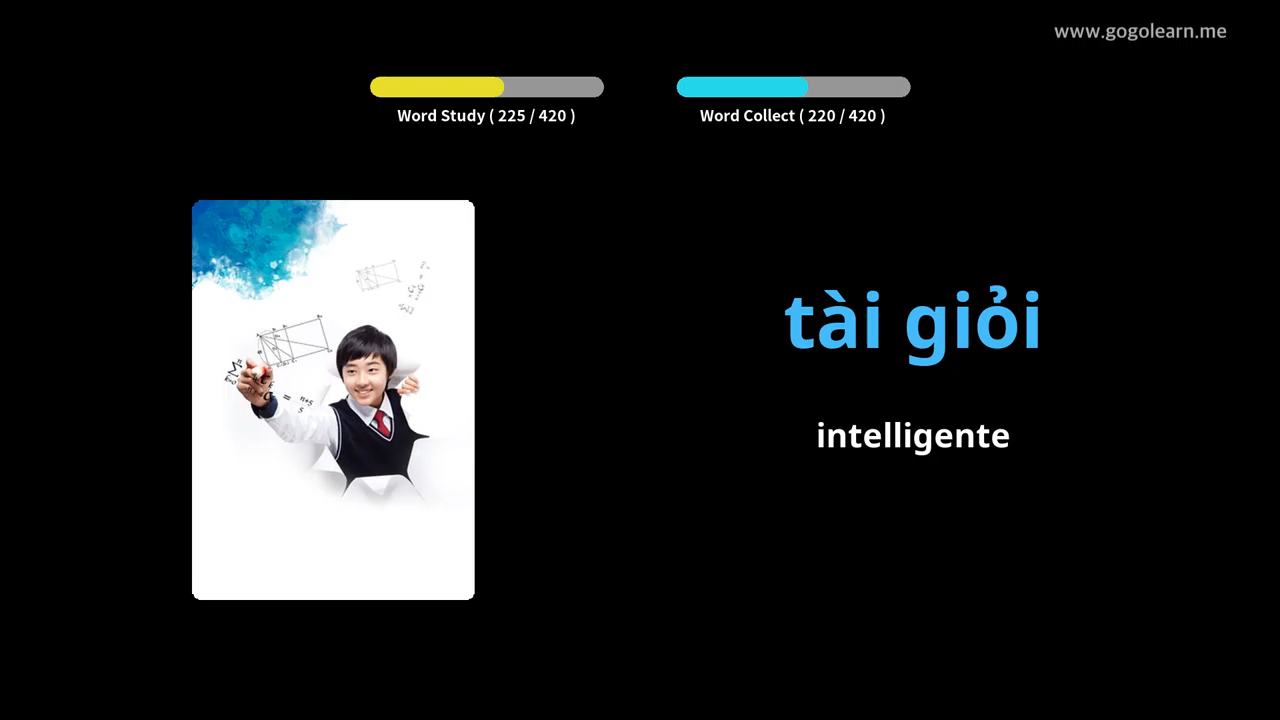 www.gogolearn.me
Word Study ( 225 / 420 )
Word Collect ( 220 / 420 )
tài giỏi
intelligente